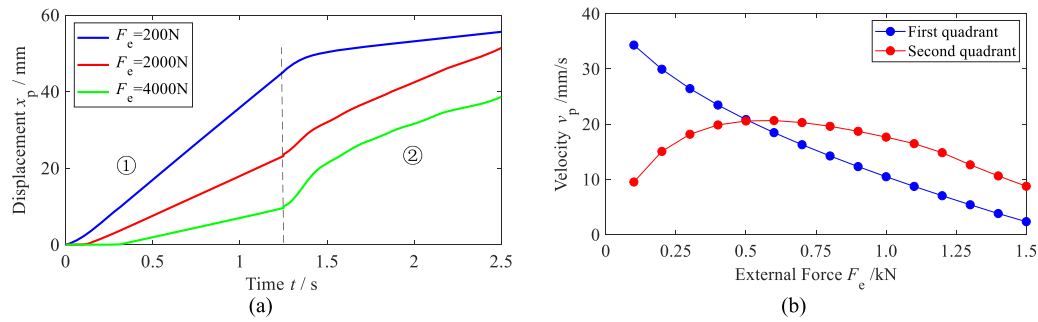 (a)
60
40
20
0
Displacement xp / mm
Fe=200N
Fe=2000N
Fe=4000N
①
②
0 0.5 1 1.5 2 2.5
Time t / s
(b)
40
30
20
10
0
Velocity vp/mm/s
First quadrant
Second quadrant
0 0.25 0.5 0.75 1.0 1.25 1.5
External Force Fe /kN
(a)
(b)